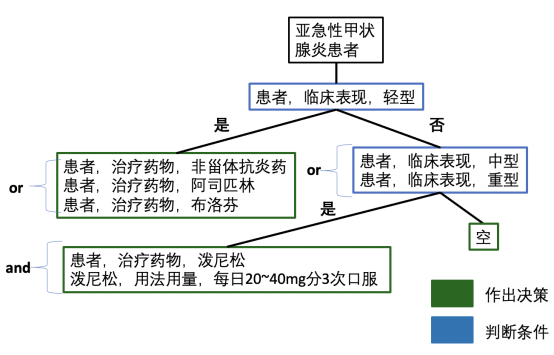 亚急性甲状
腺炎患者
患者，临床表现，轻型
是
否
or
患者，治疗药物，非甾体抗炎药
患者，治疗药物，阿司匹林
患者，治疗药物，布洛芬
or
患者，临床表现，中型
患者，临床表现，重型
是
空
and
患者，治疗药物，泼尼松
泼尼松，用法用量，每日20~40mg分3次口服
作出决策
判断条件